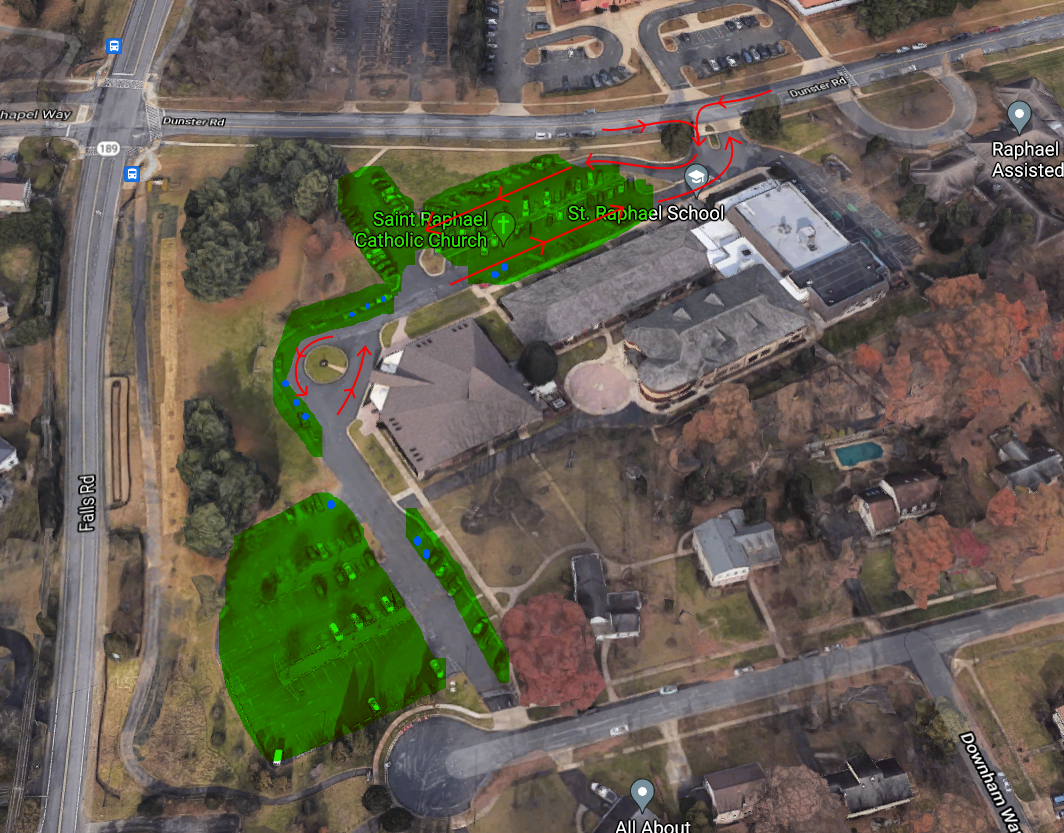 hapel Way
Dunster Rd
Dunster Rd
189
Raphael
Assisted
Saint Raphael
Catholic Church
St. Raphael School
Falls Rd
Downham Wa
All About